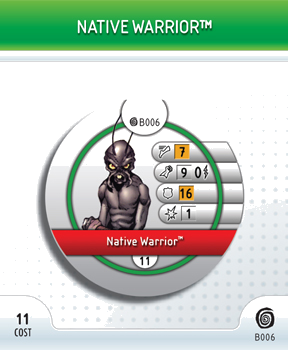 NATIVE WARRIOR™
B006
7
9 0
16
1
Native Warrior™
11
11
COST
B006